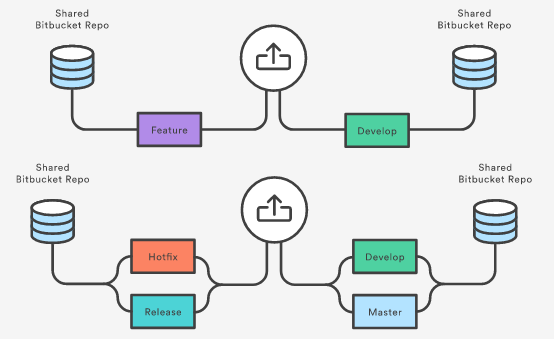 Shared
Bitbucket Repo
Shared
Bitbucket Repo
Feature
Develop
Shared
Bitbucket Repo
Shared
Bitbucket Repo
Hotfix
Develop
Release
Master